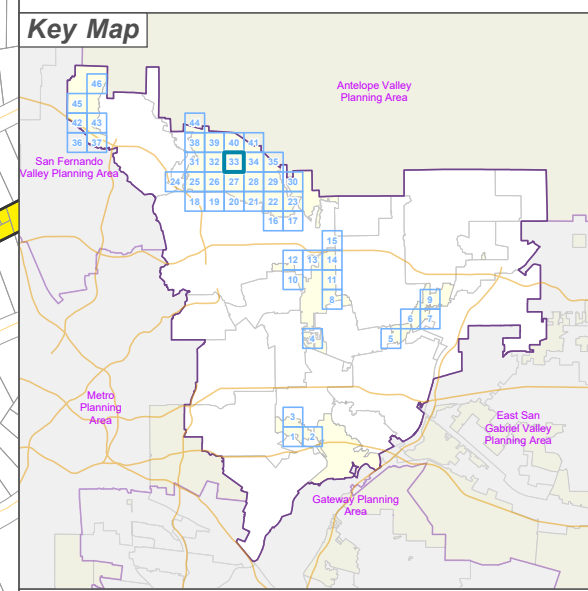 Key Map
Antelope Valley
Planning Area
46
45
42 43
36 37
San Fernando
Valley Planning Area
44
38 39 40 41
31 32 33 34 35
24 25 26 27 28 29 30
18 19 20 21 22 23
16 17
15
12 13 14
10 11
8
9
6 7
5
4
Metro
Planning
Area
3
1 2
East San
Gabriel Valley
Planning Area
Gateway Planning
Area